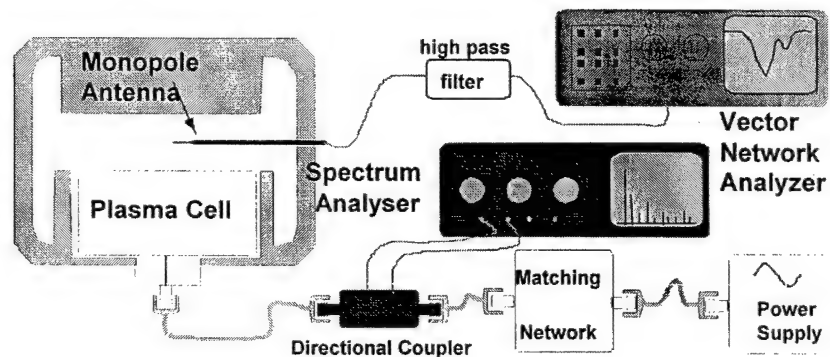 Monopole
Antenna
high pass
filter
Vector
Network
Analyzer
Spectrum
Analyser
Plasma Cell
Matching
Network
Power
Supply
Directional Coupler